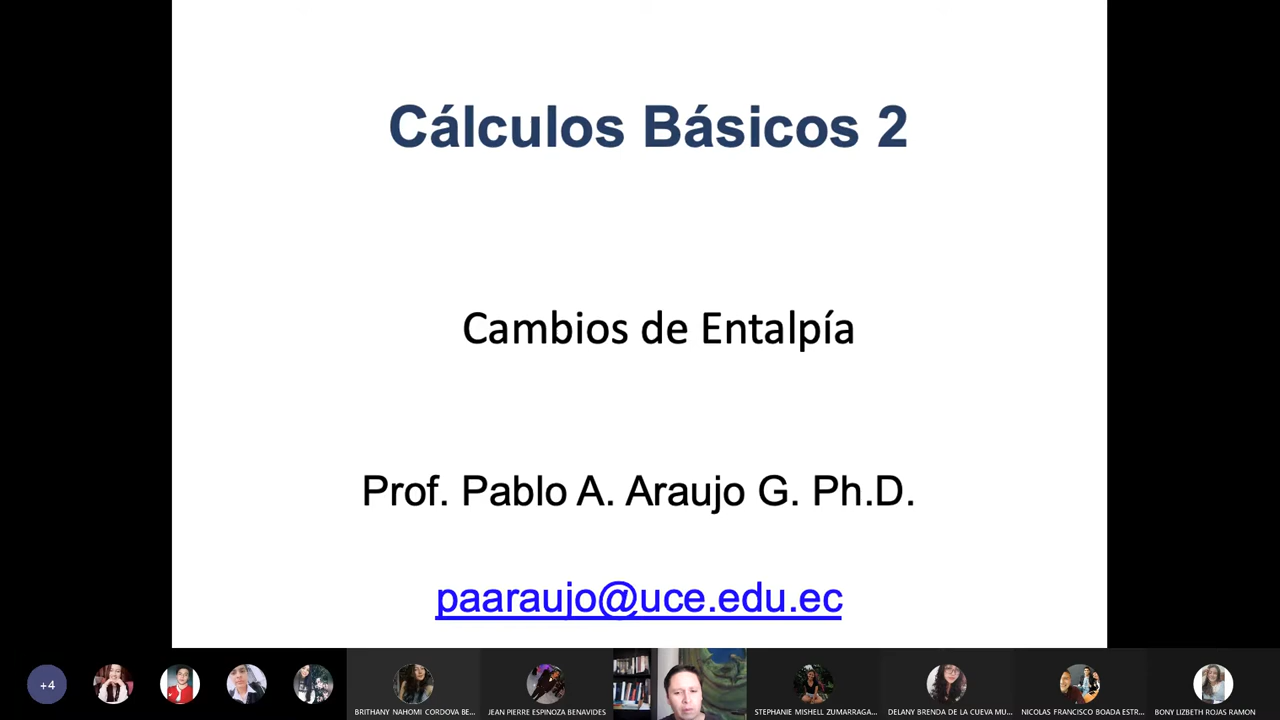 Cálculos Básicos 2
Cambios de Entalpía
Prof. Pablo A. Araujo G. Ph.D.
paaraujo@uce.edu.ec
+4
BRITHANY NAHOMI CORDOVA BE...
JEAN PIERRE ESPINOZA BENAVIDES
STEPHANIE MISHELL ZUMARRAGA...
DELANY BRENDA DE LA CUEVA MU...
NICOLAS FRANCISCO BOADA ESTR...
BONY LIZBETH ROJAS RAMON